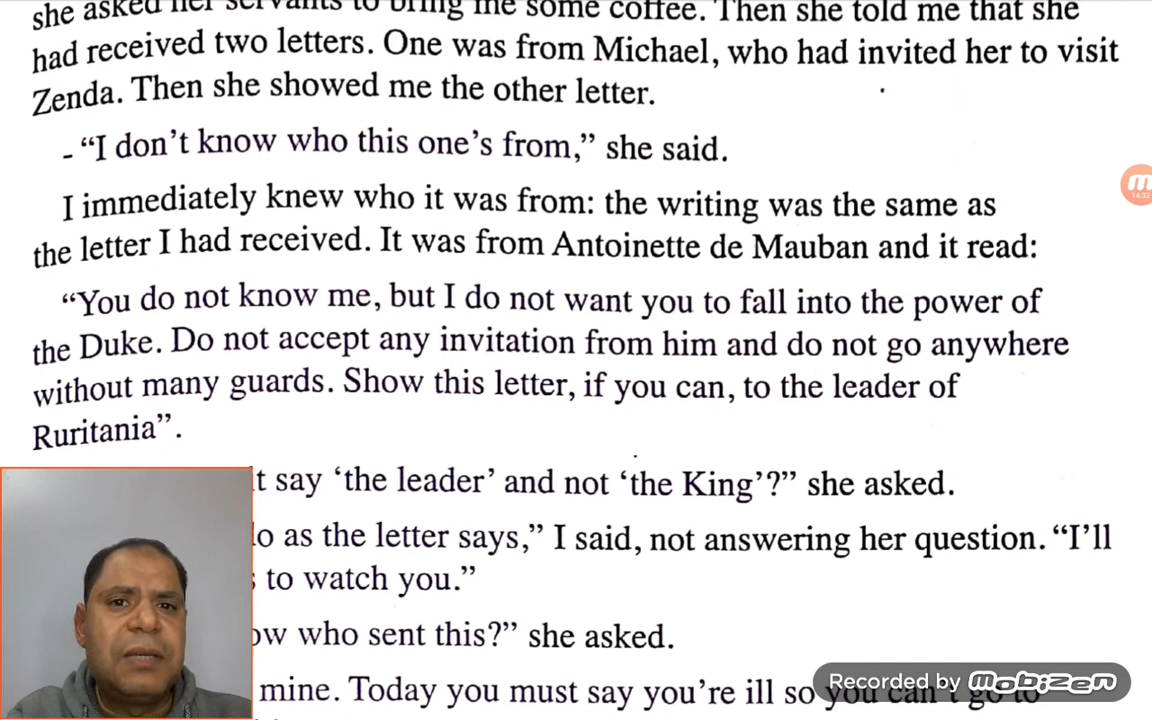 she asked her servants to bring me some coffee. Then she told me that she
had received two letters. One was from Michael, who had invited her to visit
Zenda. Then she showed me the other letter.
- “I don’t know who this one’s from,” she said.
I immediately knew who it was from: the writing was the same as
the letter I had received. It was from Antoinette de Mauban and it read:
“You do not know me, but I do not want you to fall into the power of
the Duke. Do not accept any invitation from him and do not go anywhere
without many guards. Show this letter, if you can, to the leader of
Ruritania”.
say ‘the leader’ and not ‘the King’?” she asked.
as the letter says,” I said, not answering her question. “I’ll
to watch you.”
who sent this?” she asked.
mine. Today you must say you’re ill so you can’t go to
Recorded by mobizen
14:32